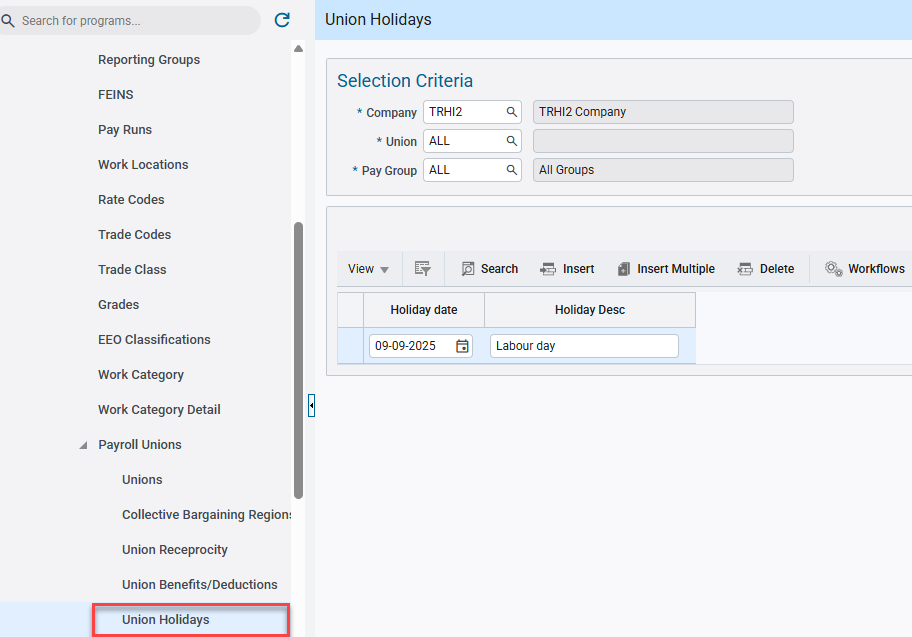 Search for programs...
Reporting Groups
FEINS
Pay Runs
Work Locations
Rate Codes
Trade Codes
Trade Class
Grades
EEO Classifications
Work Category
Work Category Detail
Payroll Unions
Unions
Collective Bargaining Regions
Union Receprocity
Union Benefits/Deductions
Union Holidays
Union Holidays
Selection Criteria
* Company TRHI2 TRHI2 Company
* Union ALL
* Pay Group ALL All Groups
View Search Insert Insert Multiple Delete Workflows
Holiday date Holiday Desc
09-09-2025 Labour day